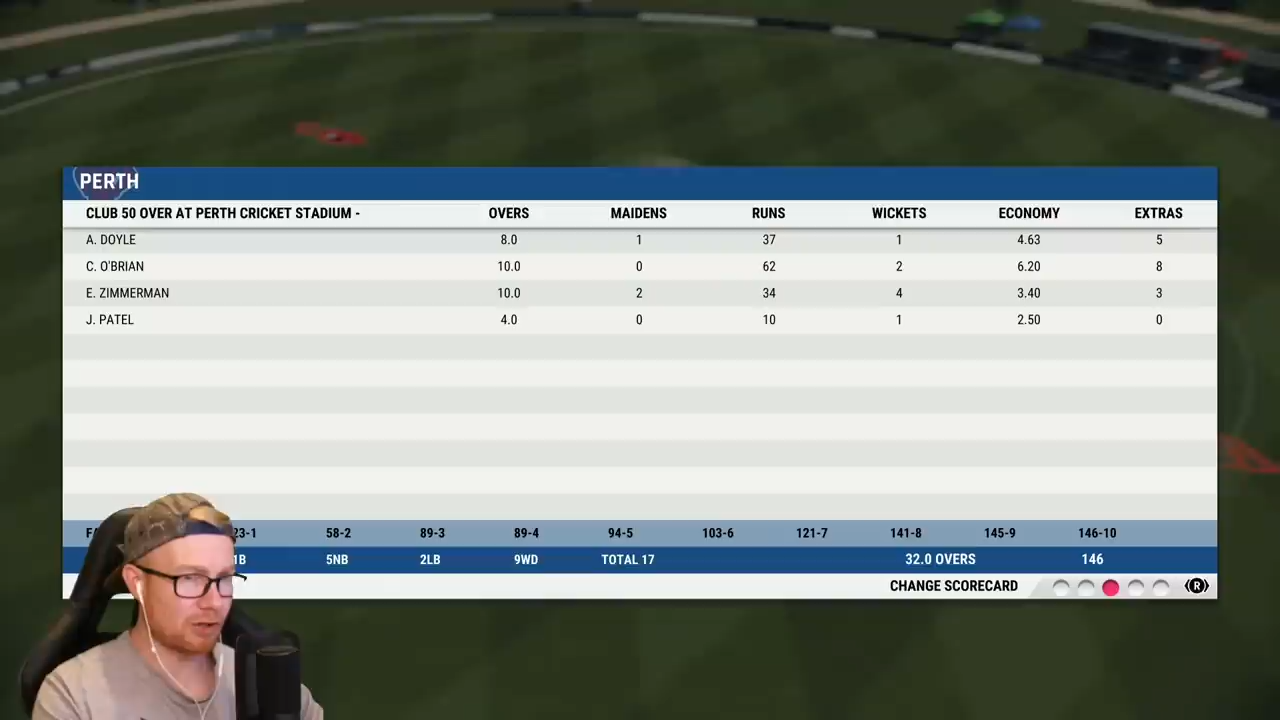 PERTH
CLUB 50 OVER AT PERTH CRICKET STADIUM - OVERS MAIDENS RUNS WICKETS ECONOMY EXTRAS
A. DOYLE 8.0 1 37 1 4.63 5
C. O'BRIAN 10.0 0 62 2 6.20 8
E. ZIMMERMAN 10.0 2 34 4 3.40 3
J. PATEL 4.0 0 10 1 2.50 0
23-1 58-2 89-3 89-4 94-5 103-6 121-7 141-8 145-9 146-10
1B 5NB 2LB 9WD TOTAL 17 32.0 OVERS 146
CHANGE SCORECARD R